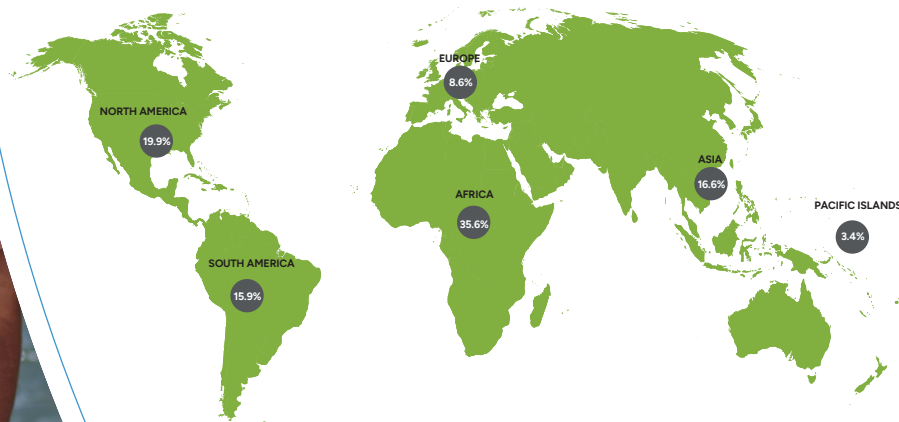 EUROPE
8.6%
NORTH AMERICA
19.9%
ASIA
16.6%
AFRICA
35.6%
PACIFIC ISLANDS
3.4%
SOUTH AMERICA
15.9%